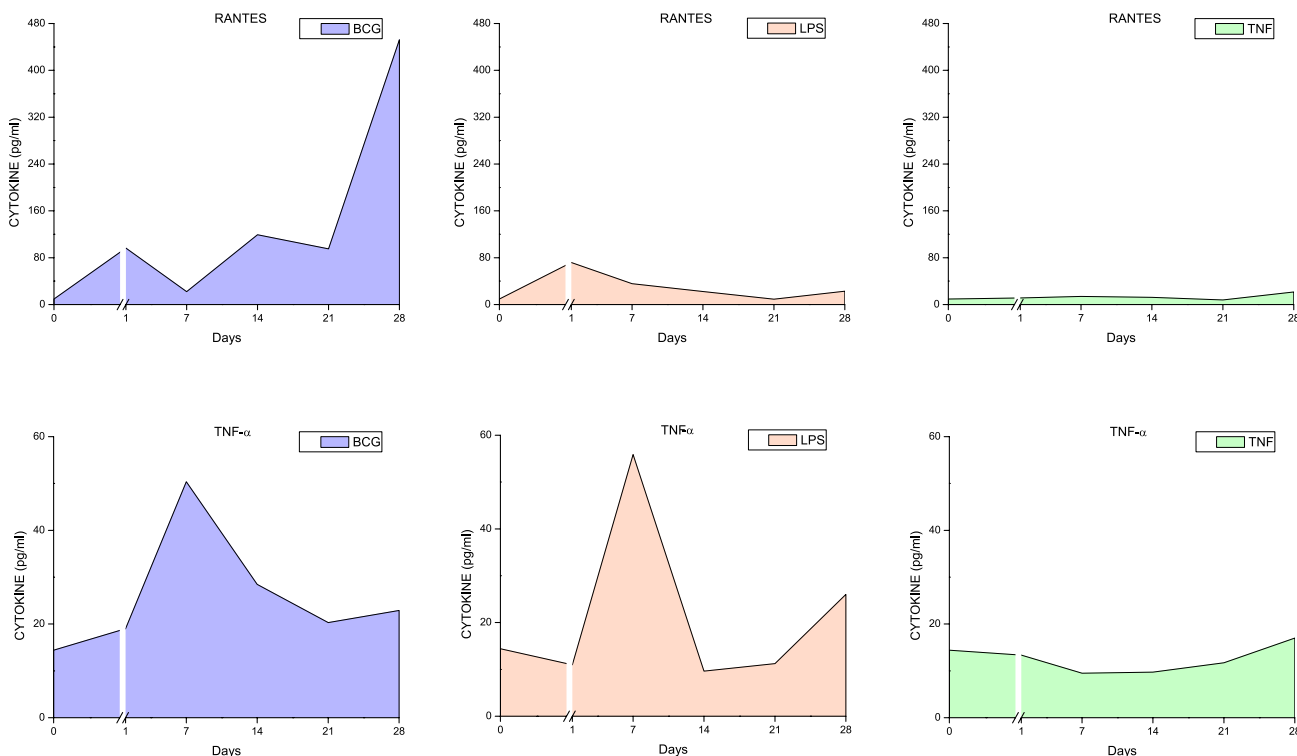 RANTES
BCG
CYTOKINE (pg/ml)
480
400
320
240
160
80
0
0 1 7 14 21 28
Days
RANTES
LPS
CYTOKINE (pg/ml)
480
400
320
240
160
80
0
0 1 7 14 21 28
Days
RANTES
TNF
CYTOKINE (pg/ml)
480
400
320
240
160
80
0
0 1 7 14 21 28
Days
TNF-α
BCG
CYTOKINE (pg/ml)
60
40
20
0
0 1 7 14 21 28
Days
TNF-α
LPS
CYTOKINE (pg/ml)
60
40
20
0
0 1 7 14 21 28
Days
TNF-α
TNF
CYTOKINE (pg/ml)
60
40
20
0
0 1 7 14 21 28
Days